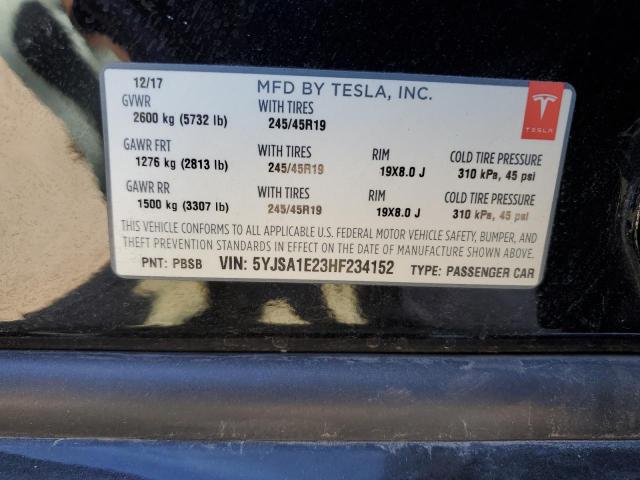 12/17 MFD BY TESLA, INC.
GVWR WITH TIRES
2600 kg (5732 lb) 245/45R19
TESLA
GAWR FRT WITH TIRES RIM COLD TIRE PRESSURE
1276 kg (2813 lb) 245/45R19 19X8.0 J 310 kPa, 45 psi
GAWR RR WITH TIRES RIM COLD TIRE PRESSURE
1500 kg (3307 lb) 245/45R19 19X8.0 J 310 kPa, 45 psi
THIS VEHICLE CONFORMS TO ALL APPLICABLE U.S. FEDERAL MOTOR VEHICLE SAFETY, BUMPER, AND
THEFT PREVENTION STANDARDS IN EFFECT ON THE DATE OF MANUFACTURE SHOWN ABOVE.
PNT: PBSB VIN: 5YJSA1E23HF234152 TYPE: PASSENGER CAR